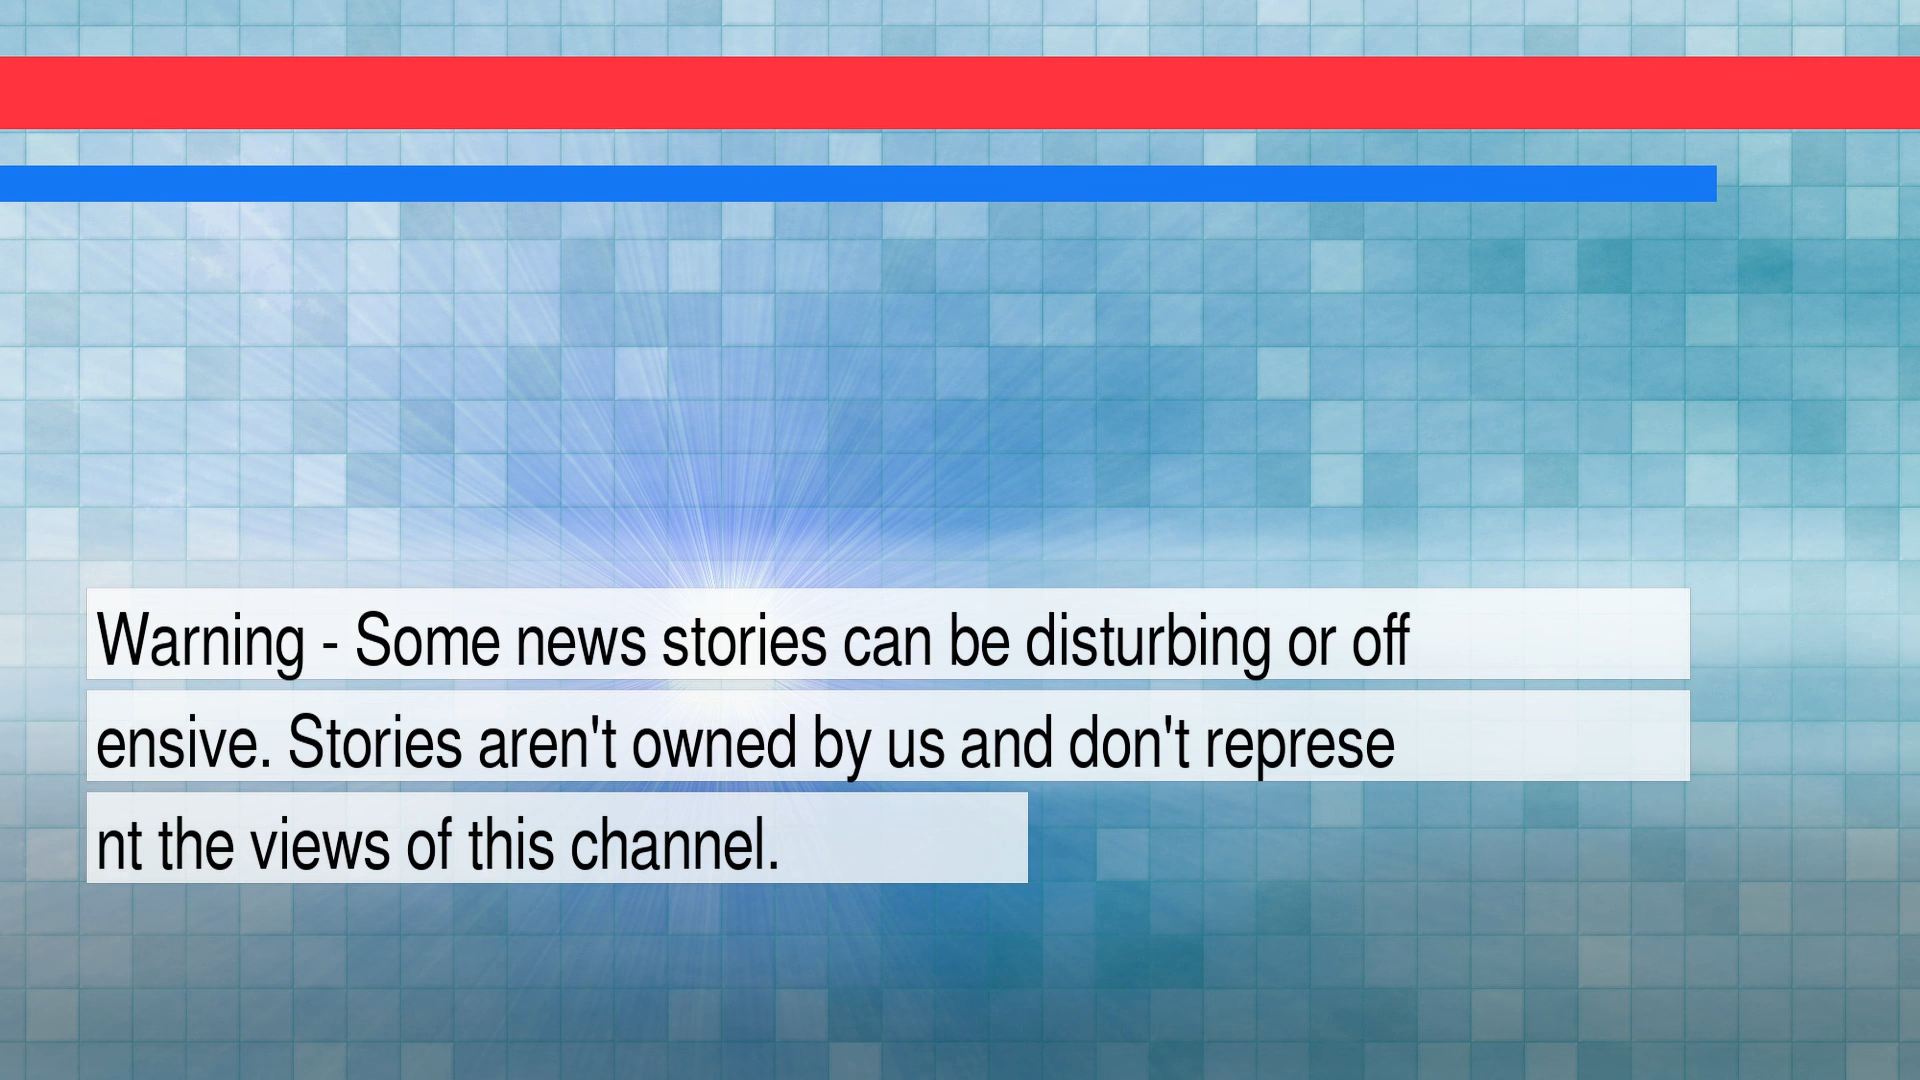 Warning - Some news stories can be disturbing or off
ensive. Stories aren't owned by us and don't represe
nt the views of this channel.